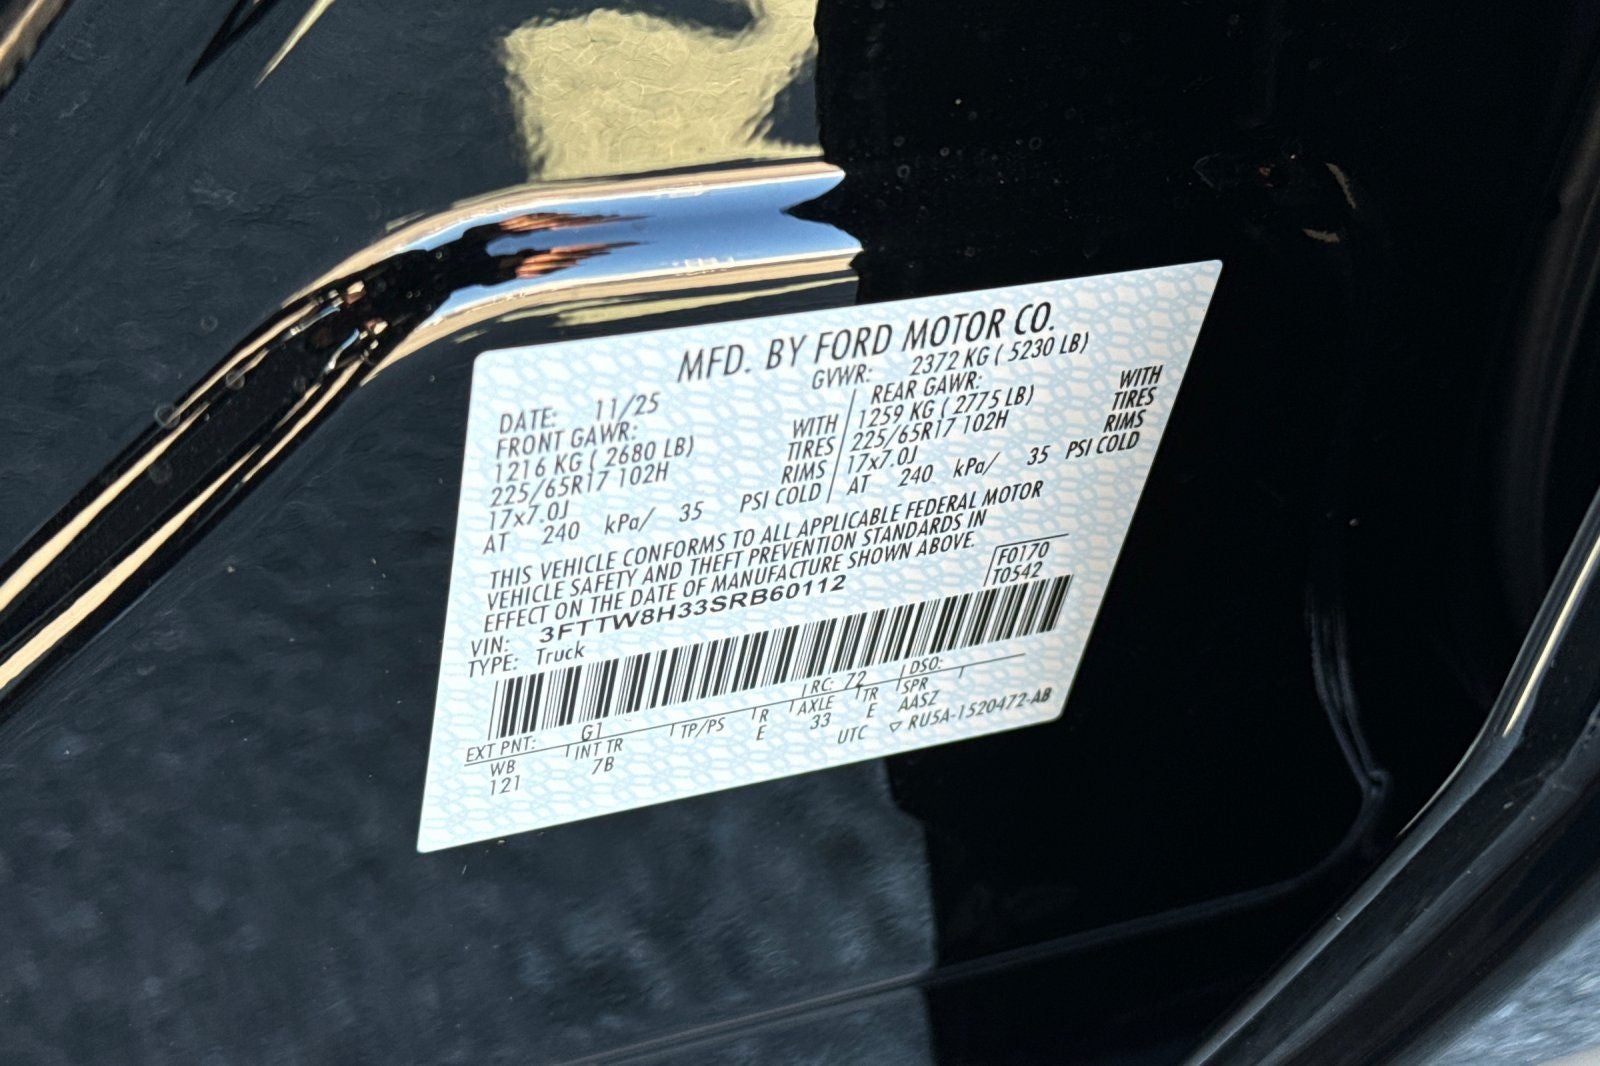 MFD. BY FORD MOTOR CO.
DATE: 11/25 GVWR: 2372 KG ( 5230 LB)
FRONT GAWR: REAR GAWR:
1216 KG ( 2680 LB) WITH 1259 KG ( 2775 LB) WITH
225/65R17 102H TIRES 225/65R17 102H TIRES
17x7.0J RIMS 17x7.0J RIMS
AT 240 kPa/ 35 PSI COLD AT 240 kPa/ 35 PSI COLD
THIS VEHICLE CONFORMS TO ALL APPLICABLE FEDERAL MOTOR
VEHICLE SAFETY AND THEFT PREVENTION STANDARDS IN
EFFECT ON THE DATE OF MANUFACTURE SHOWN ABOVE.
VIN: 3FTTW8H33SRB60112 F0170
TYPE: Truck T0542
EXT PNT: G1 RC: 72 DSO:
WB INT TR TP/PS R AXLE TR SPR
121 7B E 33 E AASZ
UTC ▽ RU5A-1520472-AB